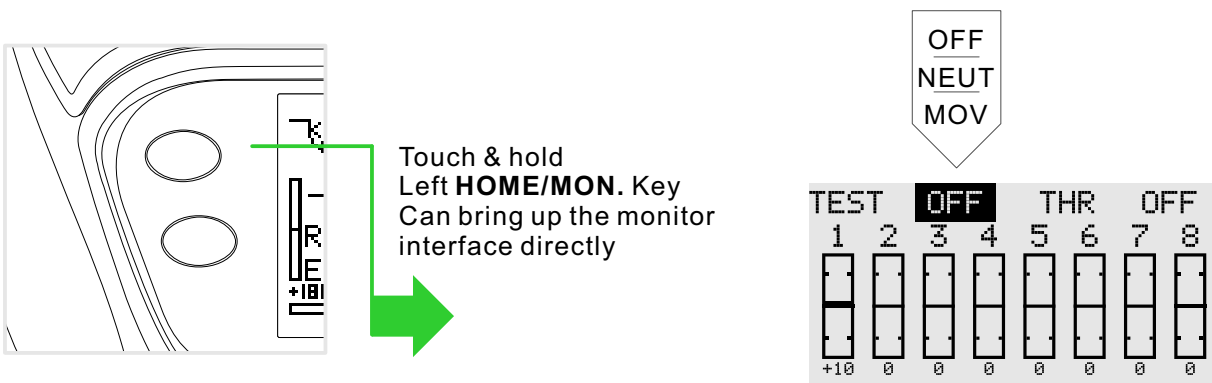 OFF
NEUT
MOV
Touch & hold
Left HOME/MON. Key
Can bring up the monitor
interface directly
R
E
TEST OFF THR OFF
1 2 3 4 5 6 7 8
+10 0 0 0 0 0 0 0